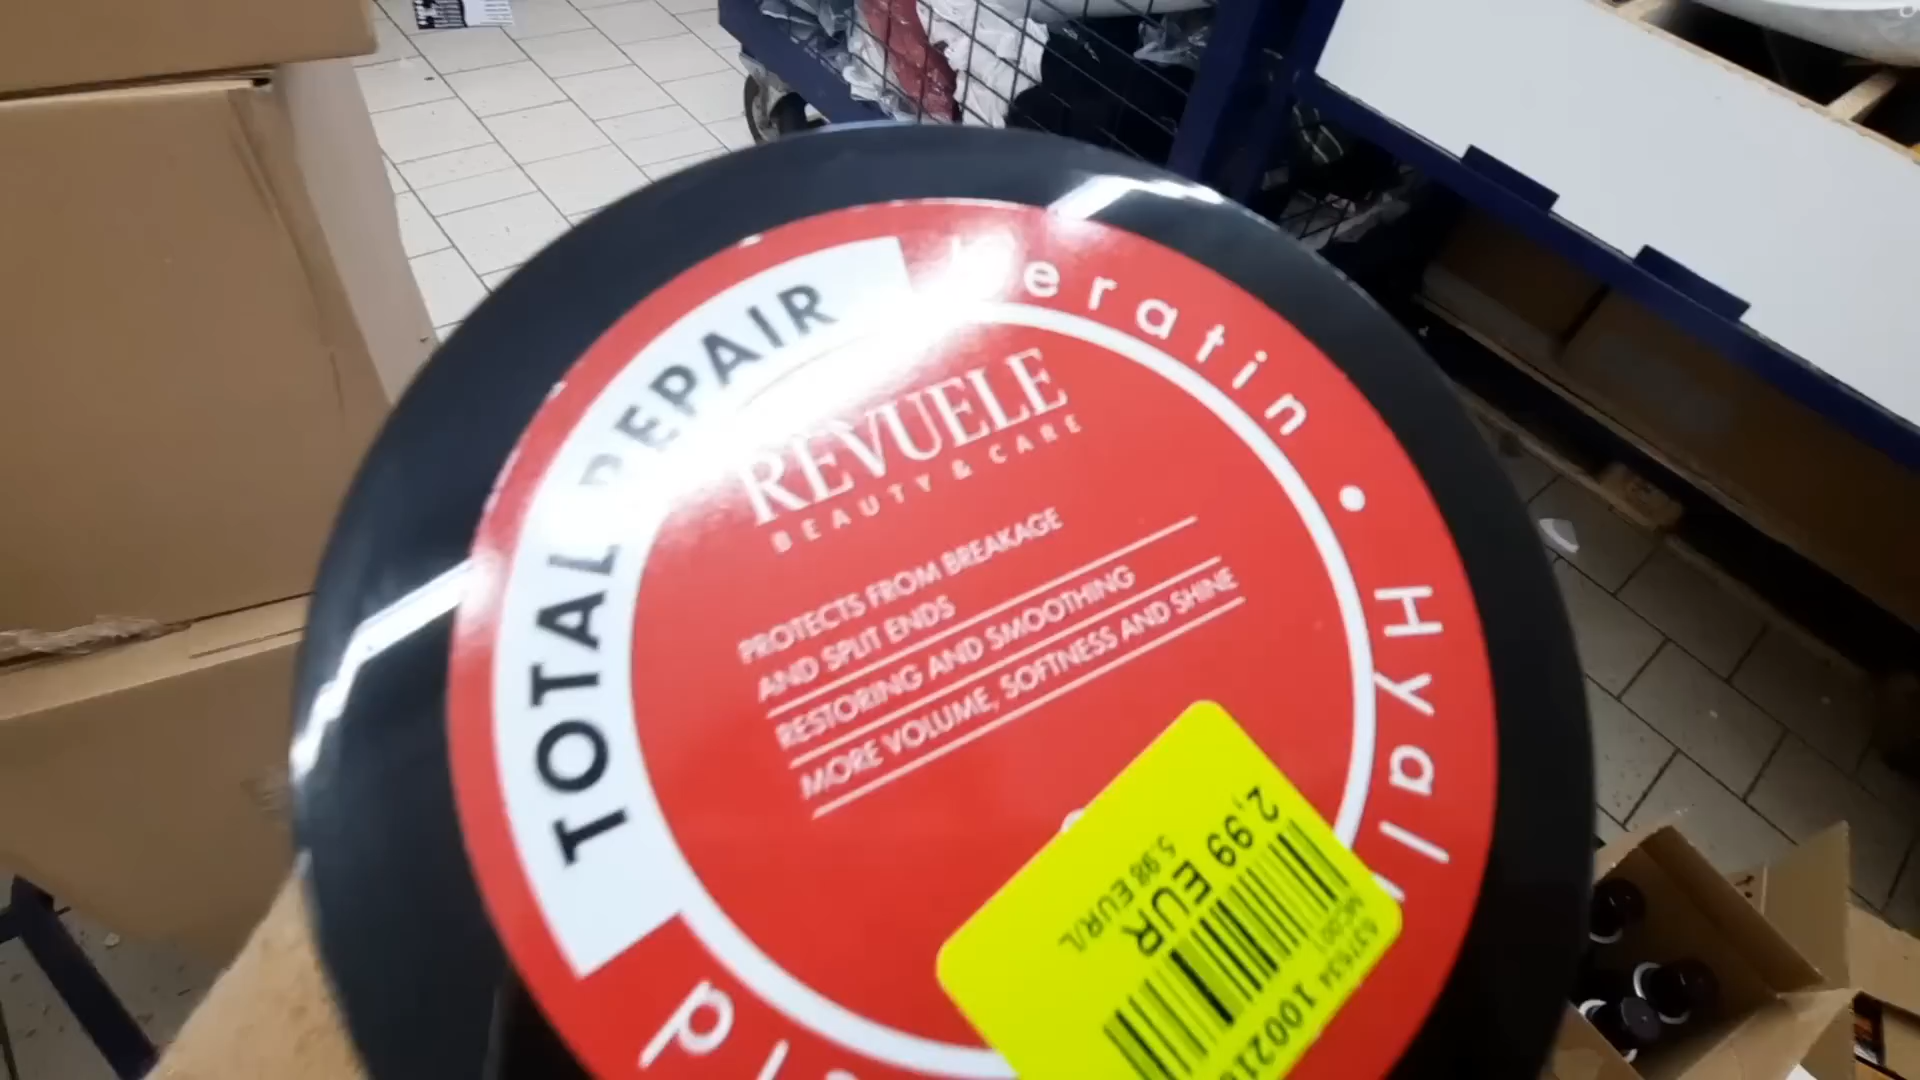 TOTAL REPAIR
eratin • Hyal
REVUELE
BEAUTY & CARE
PROTECTS FROM BREAKAGE
AND SPLIT ENDS
RESTORING AND SMOOTHING
MORE VOLUME, SOFTNESS AND SHINE
2,99 EUR
5.98 EUR/L